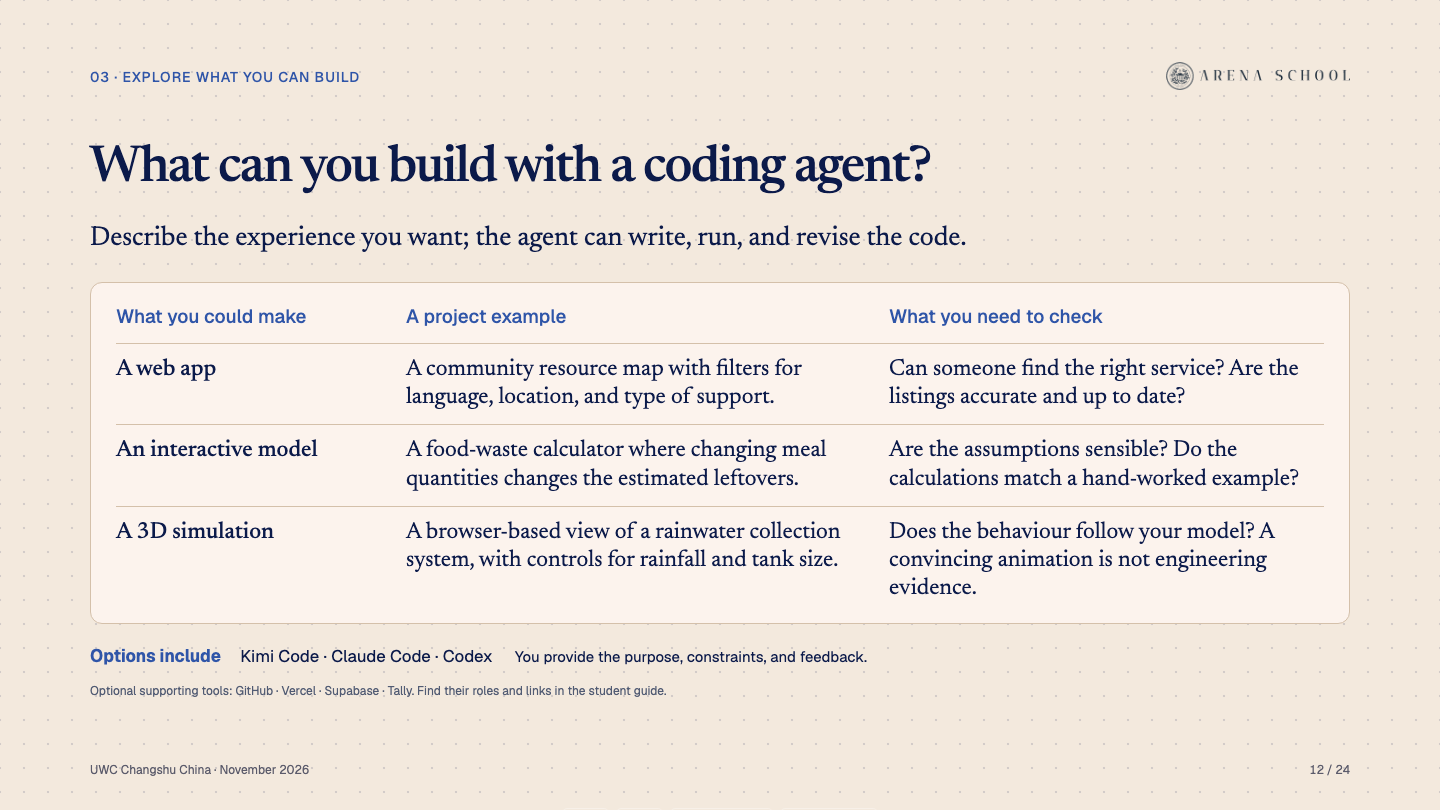 03 · EXPLORE WHAT YOU CAN BUILD
ARENA SCHOOL
What can you build with a coding agent?
Describe the experience you want; the agent can write, run, and revise the code.
What you could make
A project example
What you need to check
A web app
A community resource map with filters for
language, location, and type of support.
Can someone find the right service? Are the
listings accurate and up to date?
An interactive model
A food-waste calculator where changing meal
quantities changes the estimated leftovers.
Are the assumptions sensible? Do the
calculations match a hand-worked example?
A 3D simulation
A browser-based view of a rainwater collection
system, with controls for rainfall and tank size.
Does the behaviour follow your model? A
convincing animation is not engineering
evidence.
Options include Kimi Code · Claude Code · Codex You provide the purpose, constraints, and feedback.
Optional supporting tools: GitHub · Vercel · Supabase · Tally. Find their roles and links in the student guide.
UWC Changshu China · November 2026
12 / 24